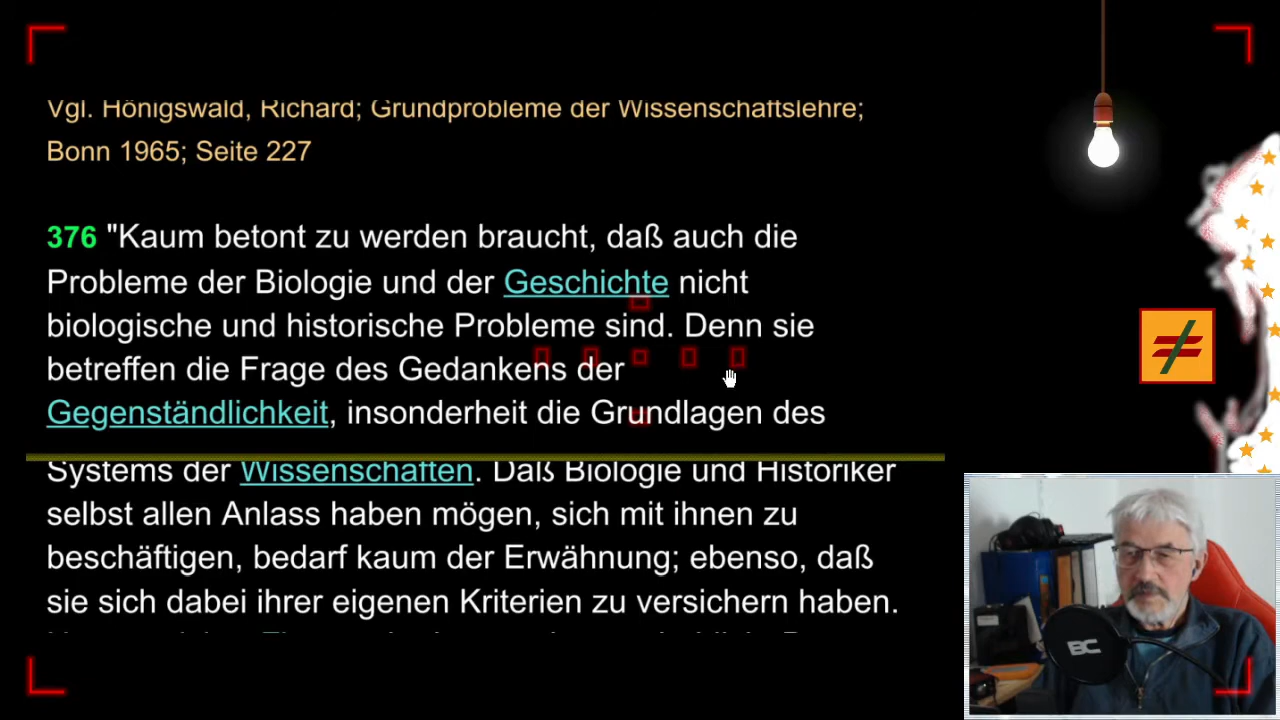 Vgl. Hönigswald, Richard; Grundprobleme der Wissenschaftslehre;
Bonn 1965; Seite 227
376 "Kaum betont zu werden braucht, daß auch die
Probleme der Biologie und der Geschichte nicht
biologische und historische Probleme sind. Denn sie
betreffen die Frage des Gedankens der
Gegenständlichkeit, insonderheit die Grundlagen des
Systems der Wissenschaften. Daß Biologie und Historiker
selbst allen Anlass haben mögen, sich mit ihnen zu
beschäftigen, bedarf kaum der Erwähnung; ebenso, daß
sie sich dabei ihrer eigenen Kriterien zu versichern haben.